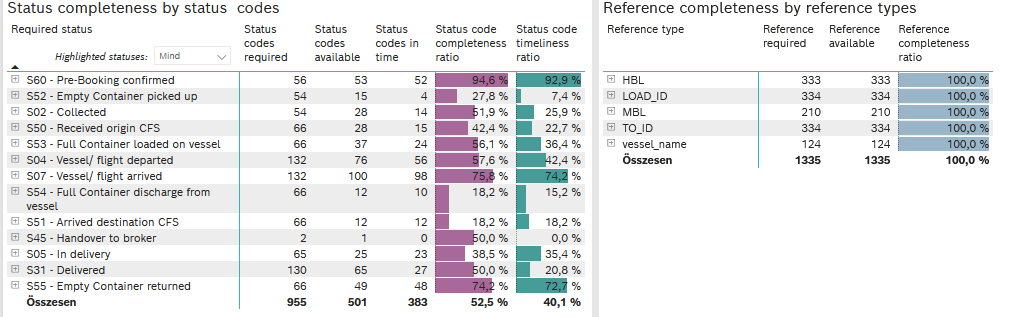 Status completeness by status codes
Required status
Status codes required
Status codes available
Status codes in time
Status code completeness ratio
Status code timeliness ratio
Highlighted statuses: Mind
S60 - Pre-Booking confirmed 56 53 52 94,6 % 92,9 %
S52 - Empty Container picked up 54 15 4 27,8 % 7,4 %
S02 - Collected 54 28 14 51,9 % 25,9 %
S50 - Received origin CFS 66 28 15 42,4 % 22,7 %
S53 - Full Container loaded on vessel 66 37 24 56,1 % 36,4 %
S04 - Vessel/ flight departed 132 76 56 57,6 % 42,4 %
S07 - Vessel/ flight arrived 132 100 98 75,8 % 74,2 %
S54 - Full Container discharge from 66 12 10 18,2 % 15,2 %
vessel
S51 - Arrived destination CFS 66 12 12 18,2 % 18,2 %
S45 - Handover to broker 2 1 0 50,0 % 0,0 %
S05 - In delivery 65 25 23 38,5 % 35,4 %
S31 - Delivered 130 65 27 50,0 % 20,8 %
S55 - Empty Container returned 66 49 48 74,2 % 72,7 %
Összesen 955 501 383 52,5 % 40,1 %
Reference completeness by reference types
Reference type
Reference required
Reference available
Reference completeness ratio
HBL 333 333 100,0 %
LOAD_ID 334 334 100,0 %
MBL 210 210 100,0 %
TO_ID 334 334 100,0 %
vessel_name 124 124 100,0 %
Összesen 1335 1335 100,0 %